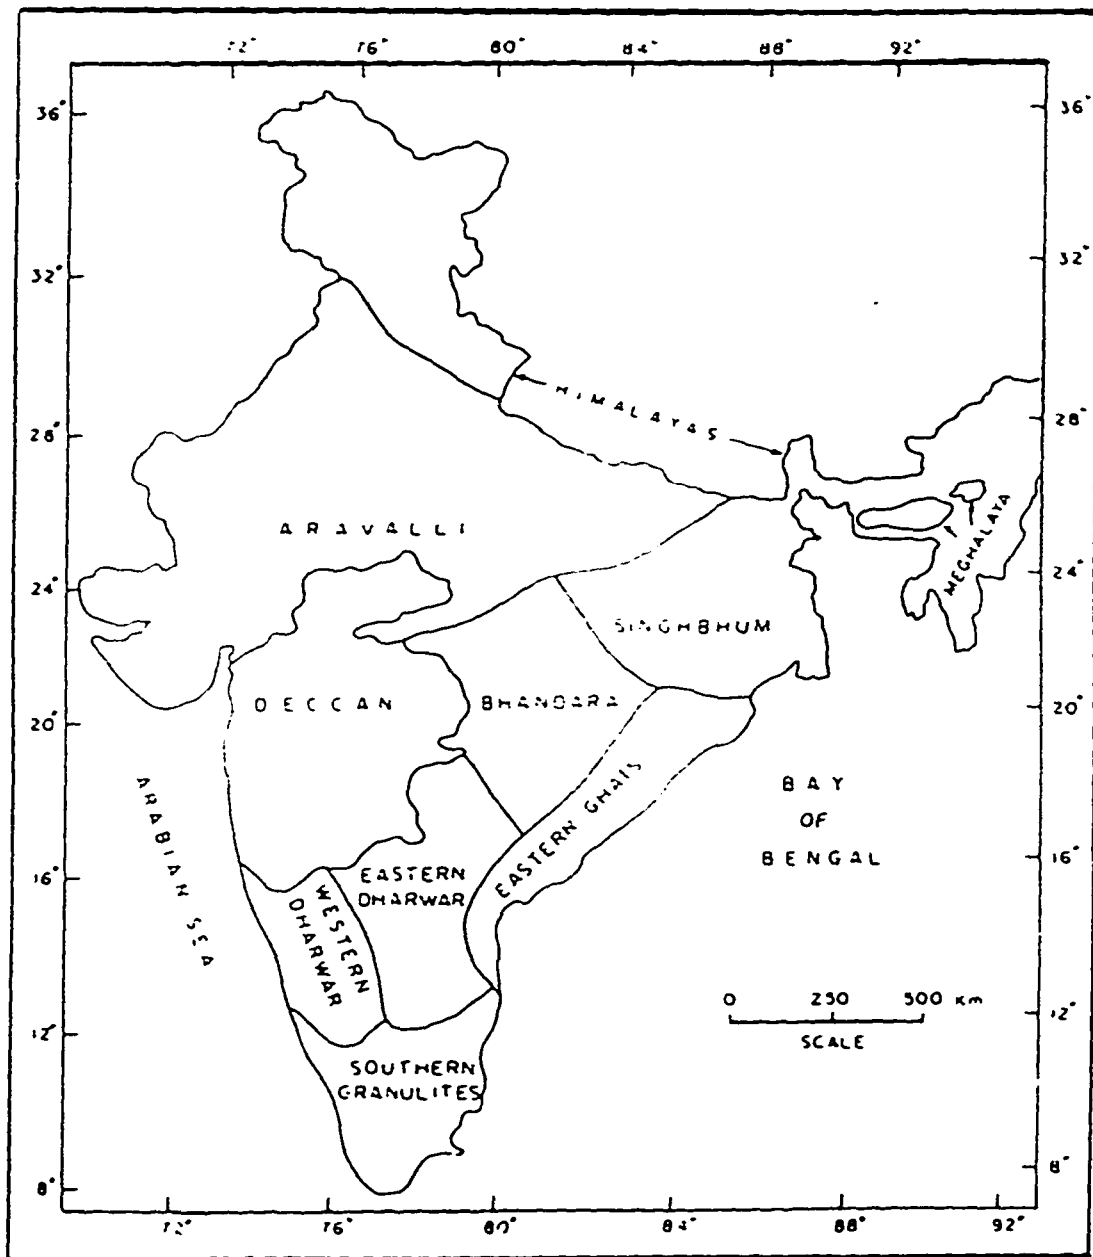 72° 76° 80° 84° 88° 92°
36° 36°
32° 32°
HIMALAYAS
28° 28°
ARAVALLI
MEGHALAYA
24° 24°
SINGHBHUM
DECCAN
BHANDARA
20° 20°
EASTERN GHATS
ARABIAN SEA
BAY
OF
BENGAL
16° 16°
EASTERN
DHARWAR
WESTERN
DHARWAR
0 250 500 Km
SCALE
12° 12°
SOUTHERN
GRANULITES
8° 8°
72° 76° 80° 84° 88° 92°